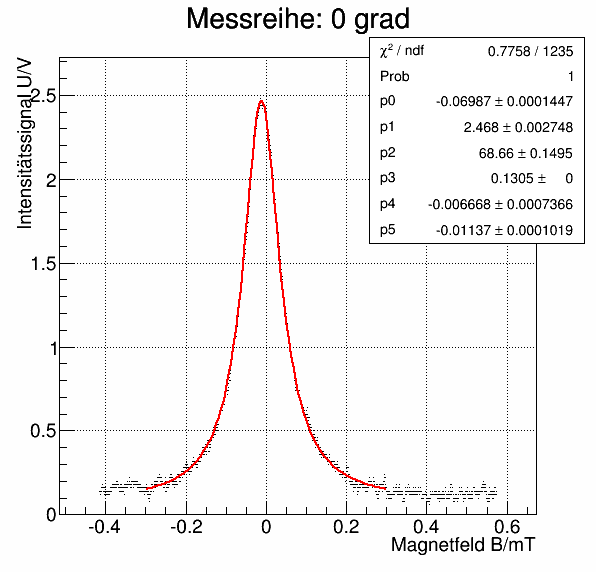 Messreihe: 0 grad
χ² / ndf 0.7758 / 1235
Prob 1
p0 -0.06987 ± 0.0001447
p1 2.468 ± 0.002748
p2 68.66 ± 0.1495
p3 0.1305 ± 0
p4 -0.006668 ± 0.0007366
p5 -0.01137 ± 0.0001019
Intensitätssignal U/V
2.5
2
1.5
1
0.5
0
-0.4 -0.2 0 0.2 0.4 0.6
Magnetfeld B/mT